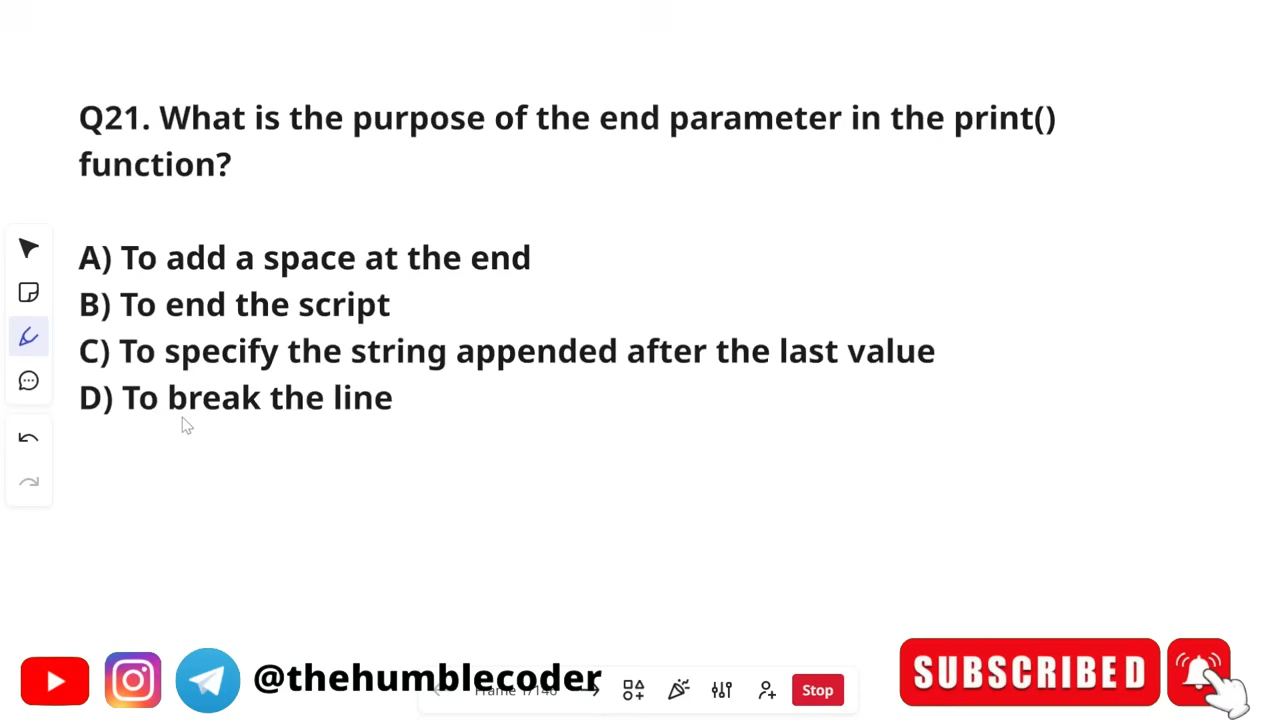 Q21. What is the purpose of the end parameter in the print()
function?
A) To add a space at the end
B) To end the script
C) To specify the string appended after the last value
D) To break the line
@thehumblecoder
Stop
SUBSCRIBED